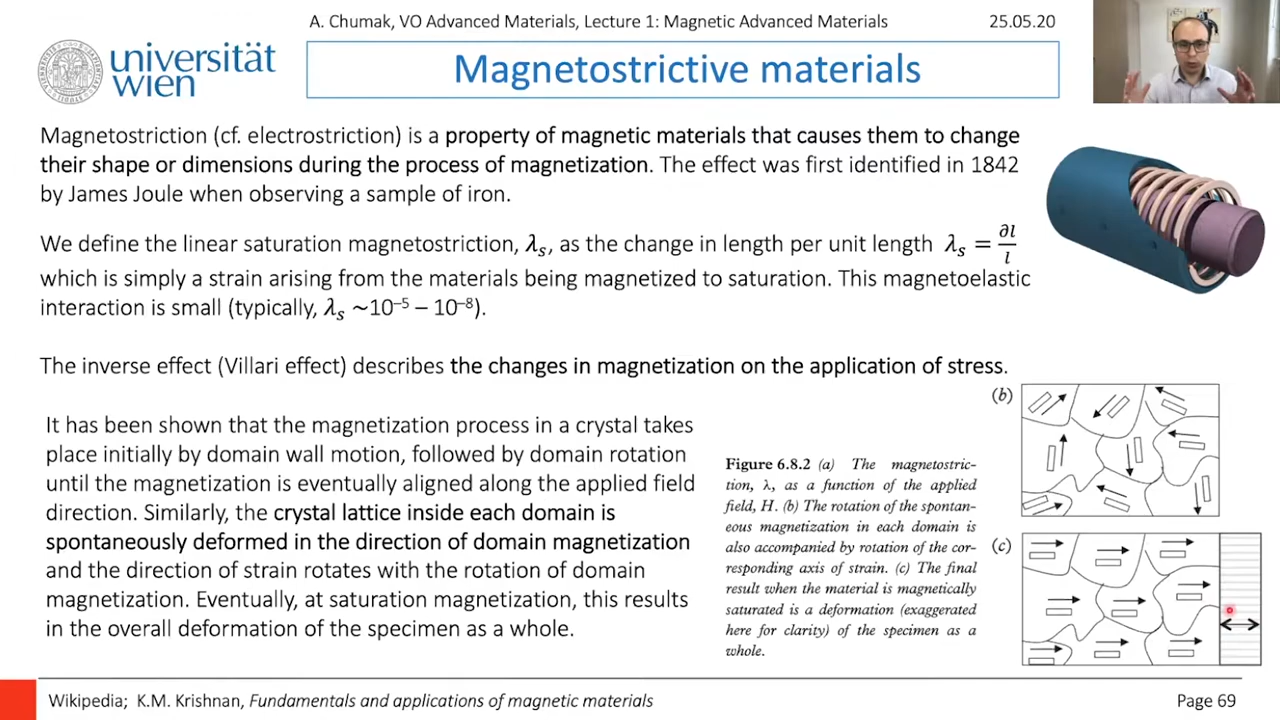 A. Chumak, VO Advanced Materials, Lecture 1: Magnetic Advanced Materials 25.05.20
universität
wien
Magnetostrictive materials
Magnetostriction (cf. electrostriction) is a property of magnetic materials that causes them to change
their shape or dimensions during the process of magnetization. The effect was first identified in 1842
by James Joule when observing a sample of iron.
We define the linear saturation magnetostriction, λₛ, as the change in length per unit length λₛ = ∂l/l
which is simply a strain arising from the materials being magnetized to saturation. This magnetoelastic
interaction is small (typically, λₛ ~10⁻⁵ – 10⁻⁸).
The inverse effect (Villari effect) describes the changes in magnetization on the application of stress.
It has been shown that the magnetization process in a crystal takes
place initially by domain wall motion, followed by domain rotation
until the magnetization is eventually aligned along the applied field
direction. Similarly, the crystal lattice inside each domain is
spontaneously deformed in the direction of domain magnetization
and the direction of strain rotates with the rotation of domain
magnetization. Eventually, at saturation magnetization, this results
in the overall deformation of the specimen as a whole.
Figure 6.8.2 (a) The magnetostric-
tion, λ, as a function of the applied
field, H. (b) The rotation of the spontan-
eous magnetization in each domain is
also accompanied by rotation of the cor-
responding axis of strain. (c) The final
result when the material is magnetically
saturated is a deformation (exaggerated
here for clarity) of the specimen as a
whole.
(b)
(c)
Wikipedia; K.M. Krishnan, Fundamentals and applications of magnetic materials
Page 69